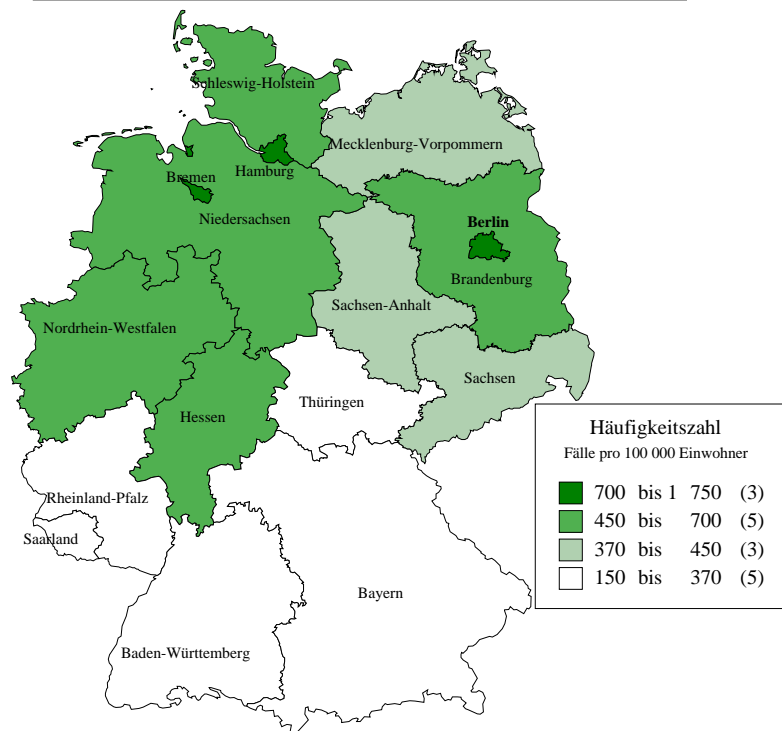 Schleswig-Holstein
Mecklenburg-Vorpommern
Hamburg
Bremen
Niedersachsen
Berlin
Brandenburg
Sachsen-Anhalt
Nordrhein-Westfalen
Sachsen
Thüringen
Hessen
Rheinland-Pfalz
Saarland
Bayern
Baden-Württemberg
Häufigkeitszahl
Fälle pro 100 000 Einwohner
700 bis 1 750 (3)
450 bis 700 (5)
370 bis 450 (3)
150 bis 370 (5)